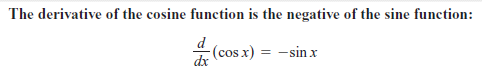 The derivative of the cosine function is the negative of the sine function:
d/dx (cos x) = −sin x